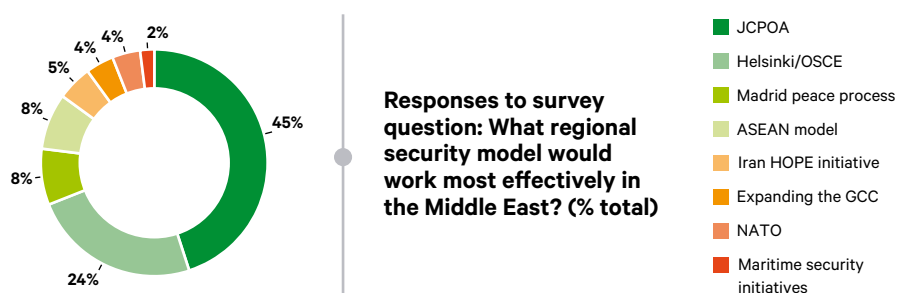 2%
4%
4%
5%
8%
8%
24%
45%
Responses to survey
question: What regional
security model would
work most effectively in
the Middle East? (% total)
JCPOA
Helsinki/OSCE
Madrid peace process
ASEAN model
Iran HOPE initiative
Expanding the GCC
NATO
Maritime security
initiatives